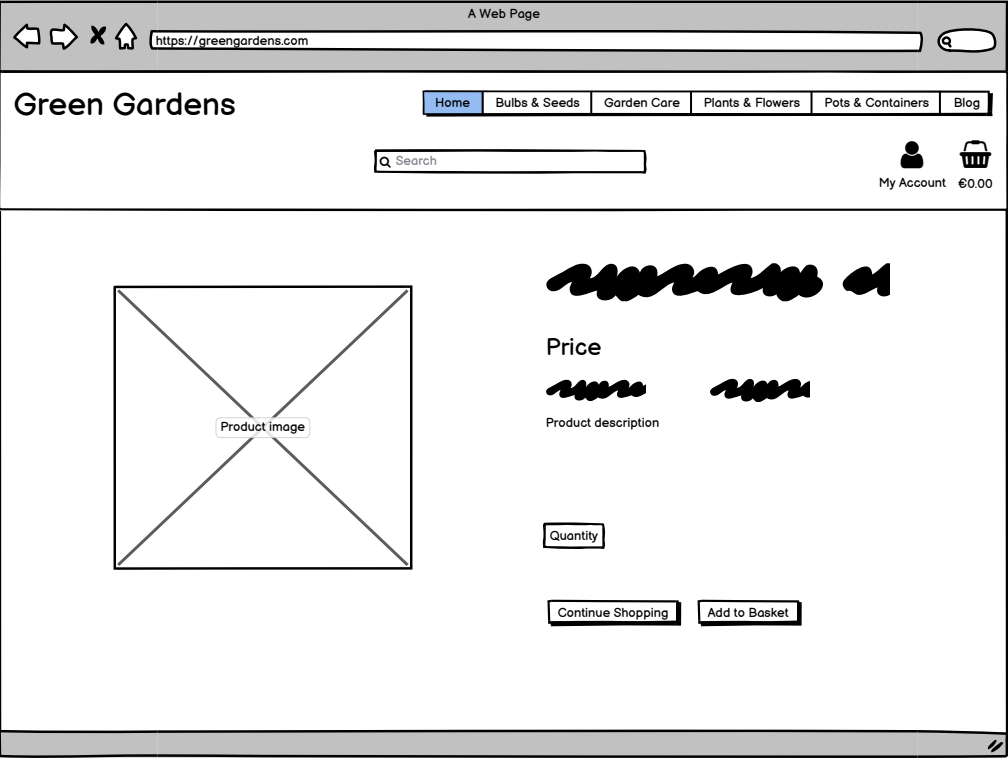 A Web Page
https://greengardens.com
Green Gardens
Home Bulbs & Seeds Garden Care Plants & Flowers Pots & Containers Blog
Search
My Account €0.00
Price
Product description
Product image
Quantity
Continue Shopping Add to Basket